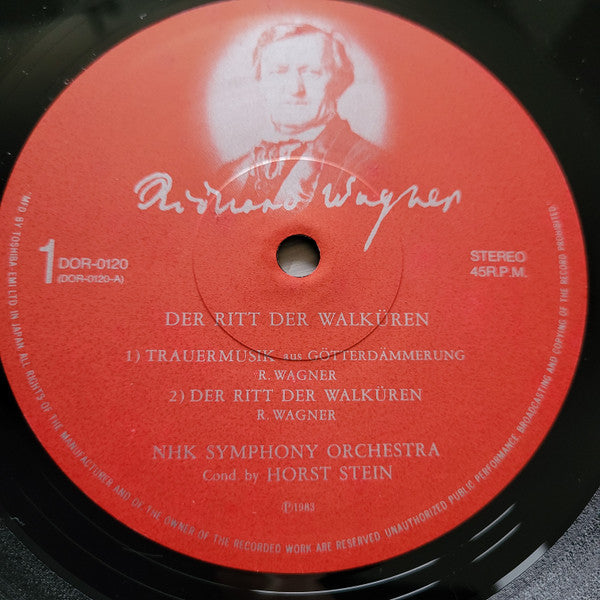 Richard Wagner
1 DOR-0120
(DOR-0120-A)
STEREO
45R.P.M.
DER RITT DER WALKÜREN
1) TRAUERMUSIK aus GÖTTERDÄMMERUNG
R. WAGNER
2) DER RITT DER WALKÜREN
R. WAGNER
NHK SYMPHONY ORCHESTRA
Cond by HORST STEIN
Ⓟ1983
MF'D BY TOSHIBA EMI LTD IN JAPAN. ALL RIGHTS OF THE MANUFACTURER AND OF THE OWNER OF THE RECORDED WORK ARE RESERVED. UNAUTHORIZED PUBLIC PERFORMANCE, BROADCASTING AND COPYING OF THE RECORD PROHIBITED